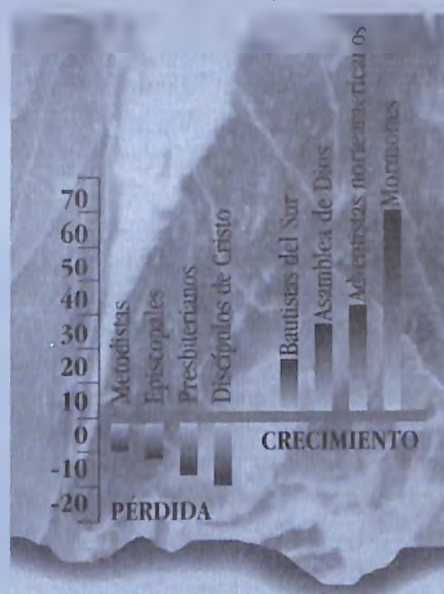 70
60
50
40
30
20
10
0
-10
-20
Metodistas
Episcopales
Presbiterianos
Discípulos de Cristo
Bautistas del Sur
Asamblea de Dios
Adventistas norteamericanos
Mormones
CRECIMIENTO
PÉRDIDA